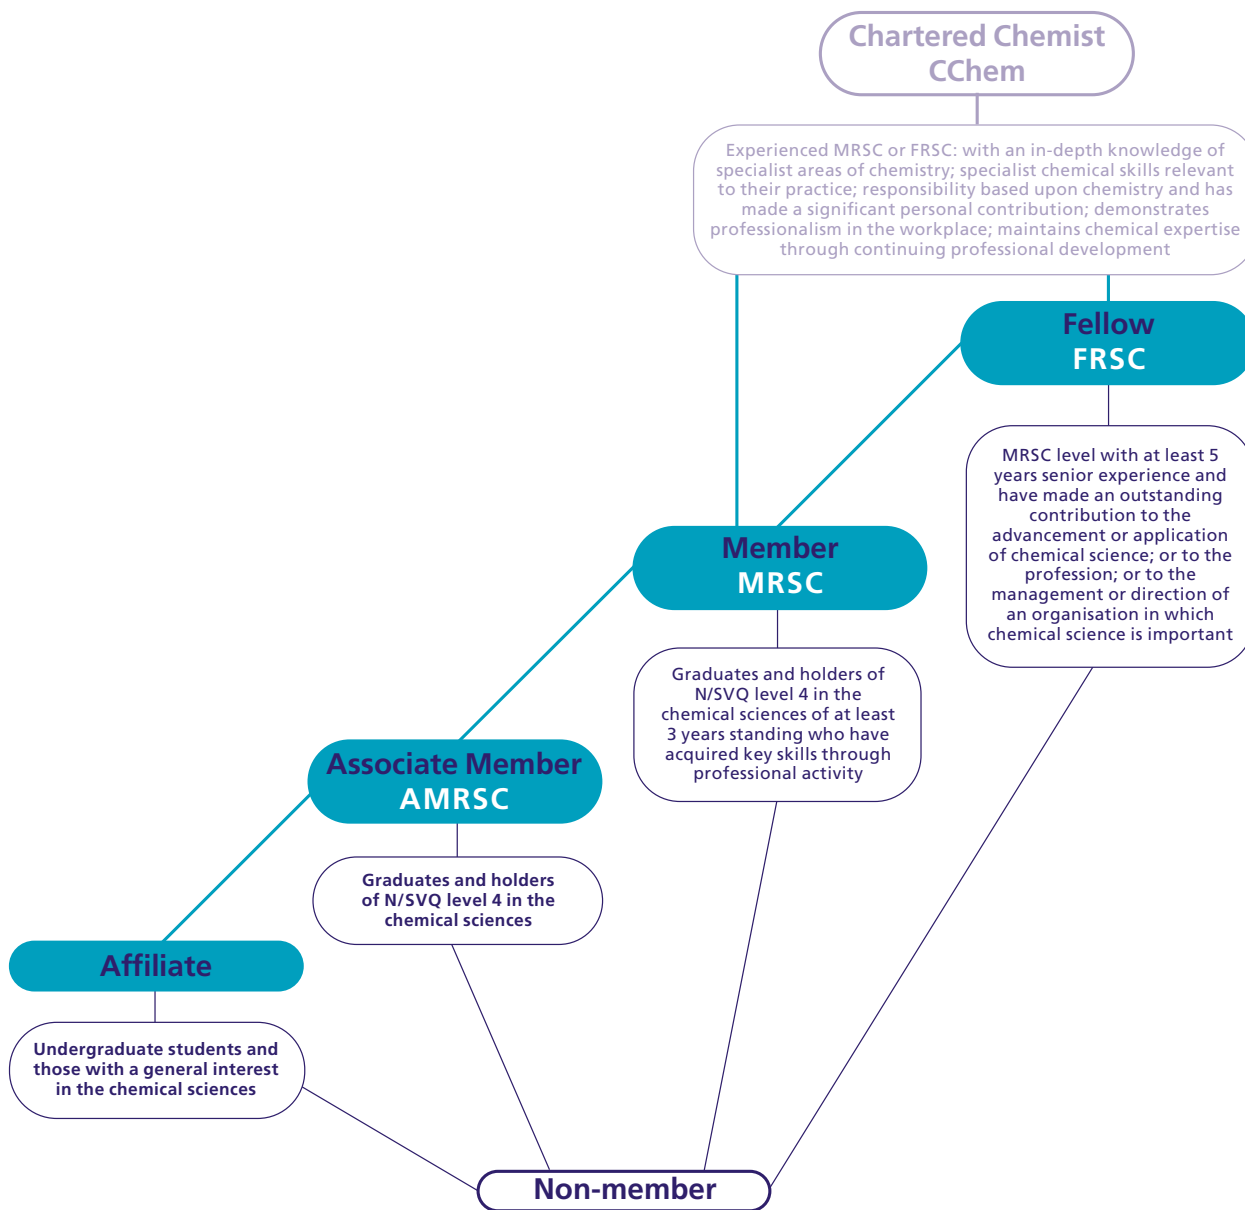 Chartered Chemist
CChem
Experienced MRSC or FRSC: with an in-depth knowledge of
specialist areas of chemistry; specialist chemical skills relevant
to their practice; responsibility based upon chemistry and has
made a significant personal contribution; demonstrates
professionalism in the workplace; maintains chemical expertise
through continuing professional development
Fellow
FRSC
MRSC level with at least 5
years senior experience and
have made an outstanding
contribution to the
advancement or application
of chemical science; or to the
profession; or to the
management or direction of
an organisation in which
chemical science is important
Member
MRSC
Graduates and holders of
N/SVQ level 4 in the
chemical sciences of at least
3 years standing who have
acquired key skills through
professional activity
Associate Member
AMRSC
Graduates and holders
of N/SVQ level 4 in the
chemical sciences
Affiliate
Undergraduate students and
those with a general interest
in the chemical sciences
Non-member